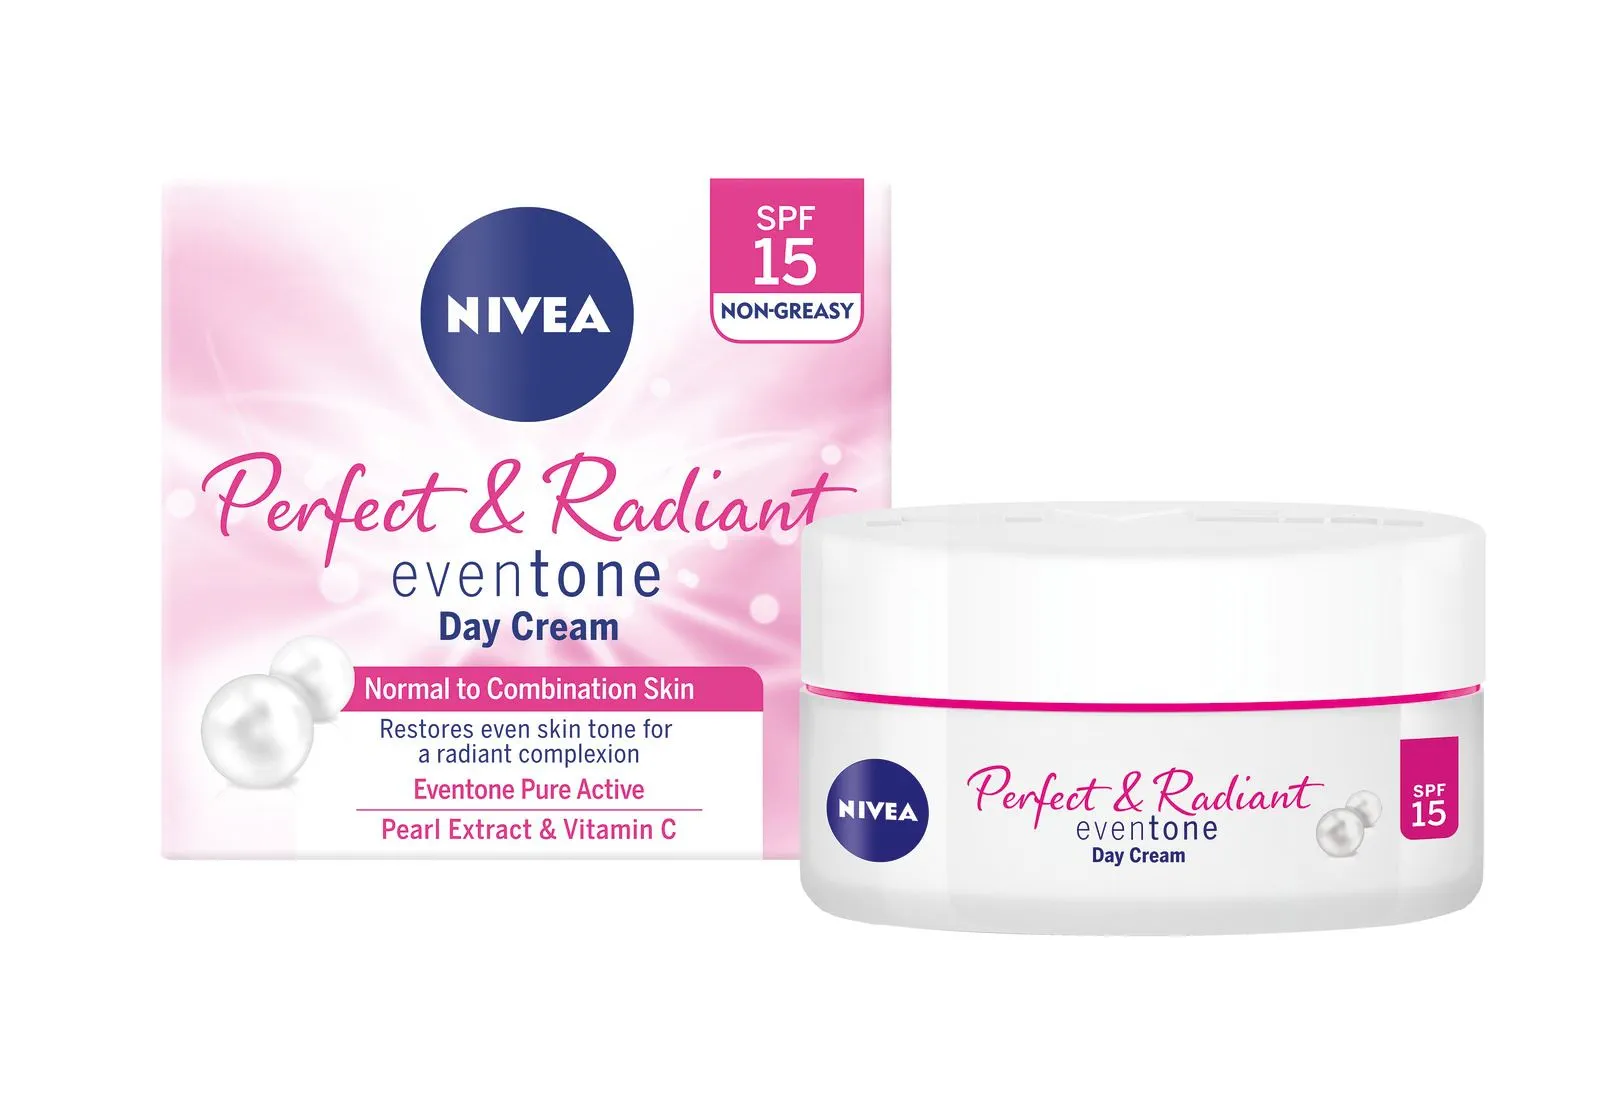 NIVEA
SPF
15
NON-GREASY
Perfect & Radiant
eventone
Day Cream
Normal to Combination Skin
Restores even skin tone for
a radiant complexion
Eventone Pure Active
Pearl Extract & Vitamin C
NIVEA
Perfect & Radiant
eventone
Day Cream
SPF
15